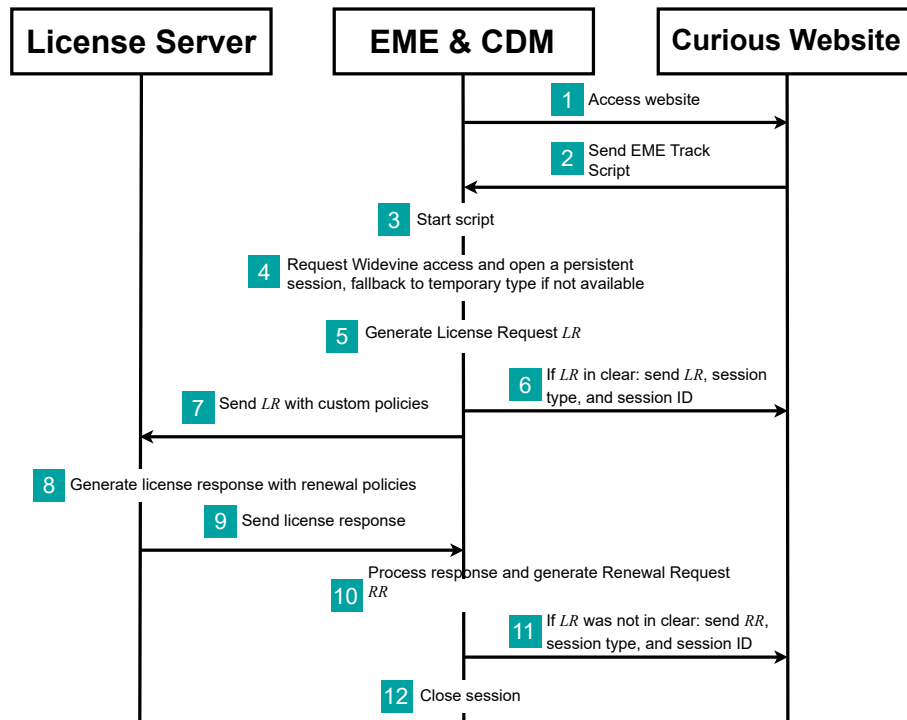 License Server
EME & CDM
Curious Website
1 Access website
2 Send EME Track
Script
3 Start script
4 Request Widevine access and open a persistent
session, fallback to temporary type if not available
5 Generate License Request LR
6 If LR in clear: send LR, session
type, and session ID
7 Send LR with custom policies
8 Generate license response with renewal policies
9 Send license response
10 Process response and generate Renewal Request
RR
11 If LR was not in clear: send RR,
session type, and session ID
12 Close session